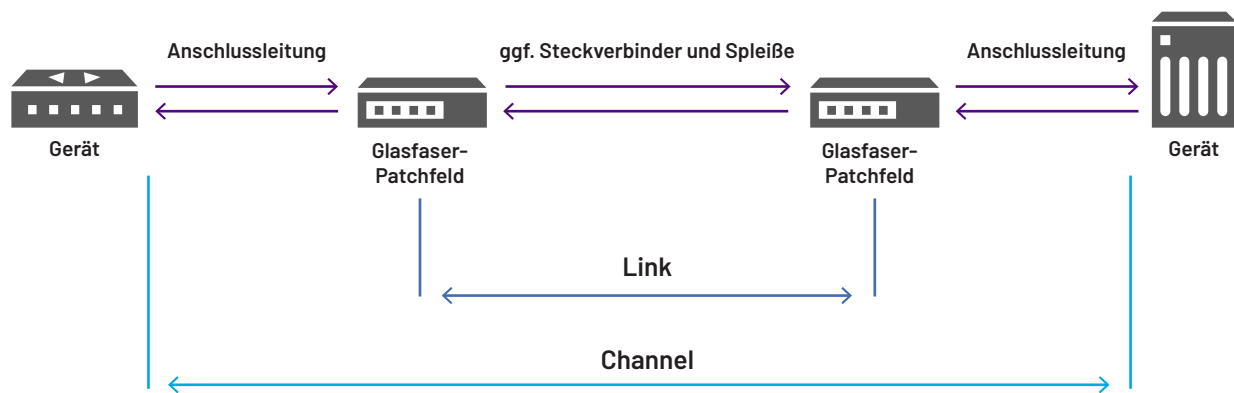 Anschlussleitung
ggf. Steckverbinder und Spleiße
Anschlussleitung
Gerät
Glasfaser-
Patchfeld
Glasfaser-
Patchfeld
Gerät
Link
Channel